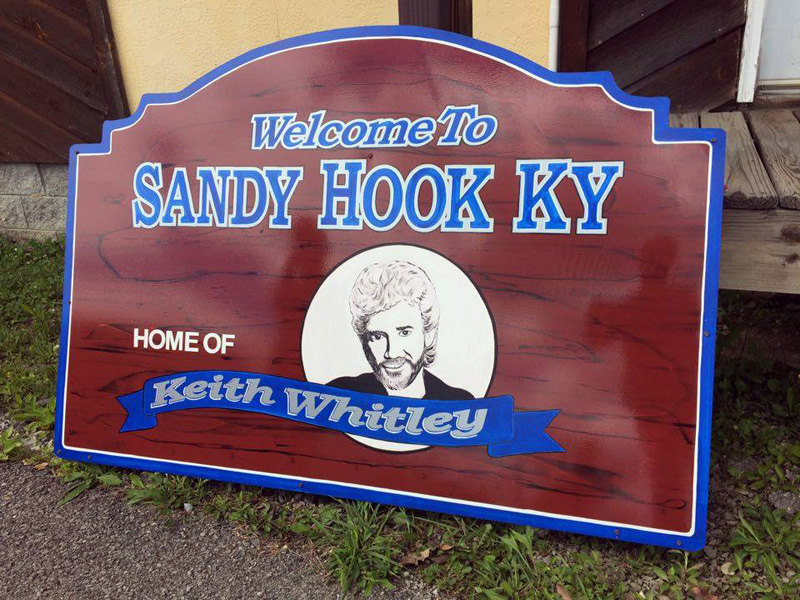 Welcome To
SANDY HOOK KY
HOME OF
Keith Whitley